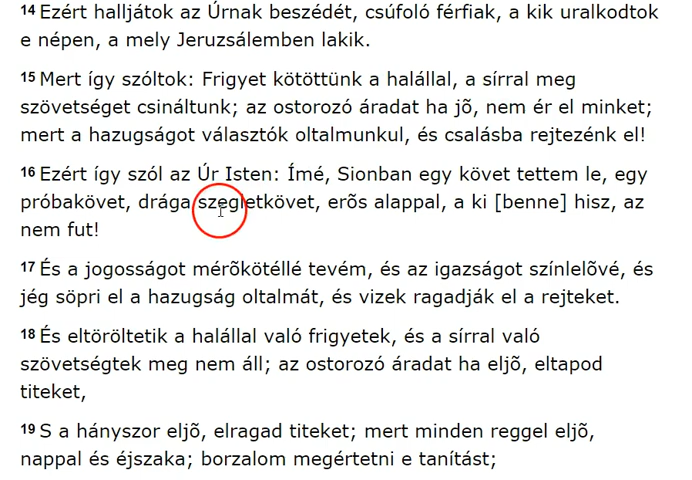 14 Ezért halljátok az Úrnak beszédét, csúfoló férfiak, a kik uralkodtok
e népen, a mely Jeruzsálemben lakik.
15 Mert így szóltok: Frigyet kötöttünk a halállal, a sírral meg
szövetséget csináltunk; az ostorozó áradat ha jõ, nem ér el minket;
mert a hazugságot választók oltalmunkul, és csalásba rejtezénk el!
16 Ezért így szól az Úr Isten: Ímé, Sionban egy követ tettem le, egy
próbakövet, drága szegletkövet, erõs alappal, a ki [benne] hisz, az
nem fut!
17 És a jogosságot mérõkötéllé tevém, és az igazságot színlelõvé, és
jég söpri el a hazugság oltalmát, és vizek ragadják el a rejteket.
18 És eltöröltetik a halállal való frigyetek, és a sírral való
szövetségtek meg nem áll; az ostorozó áradat ha eljõ, eltapod
titeket,
19 S a hányszor eljõ, elragad titeket; mert minden reggel eljõ,
nappal és éjszaka; borzalom megértetni e tanítást;